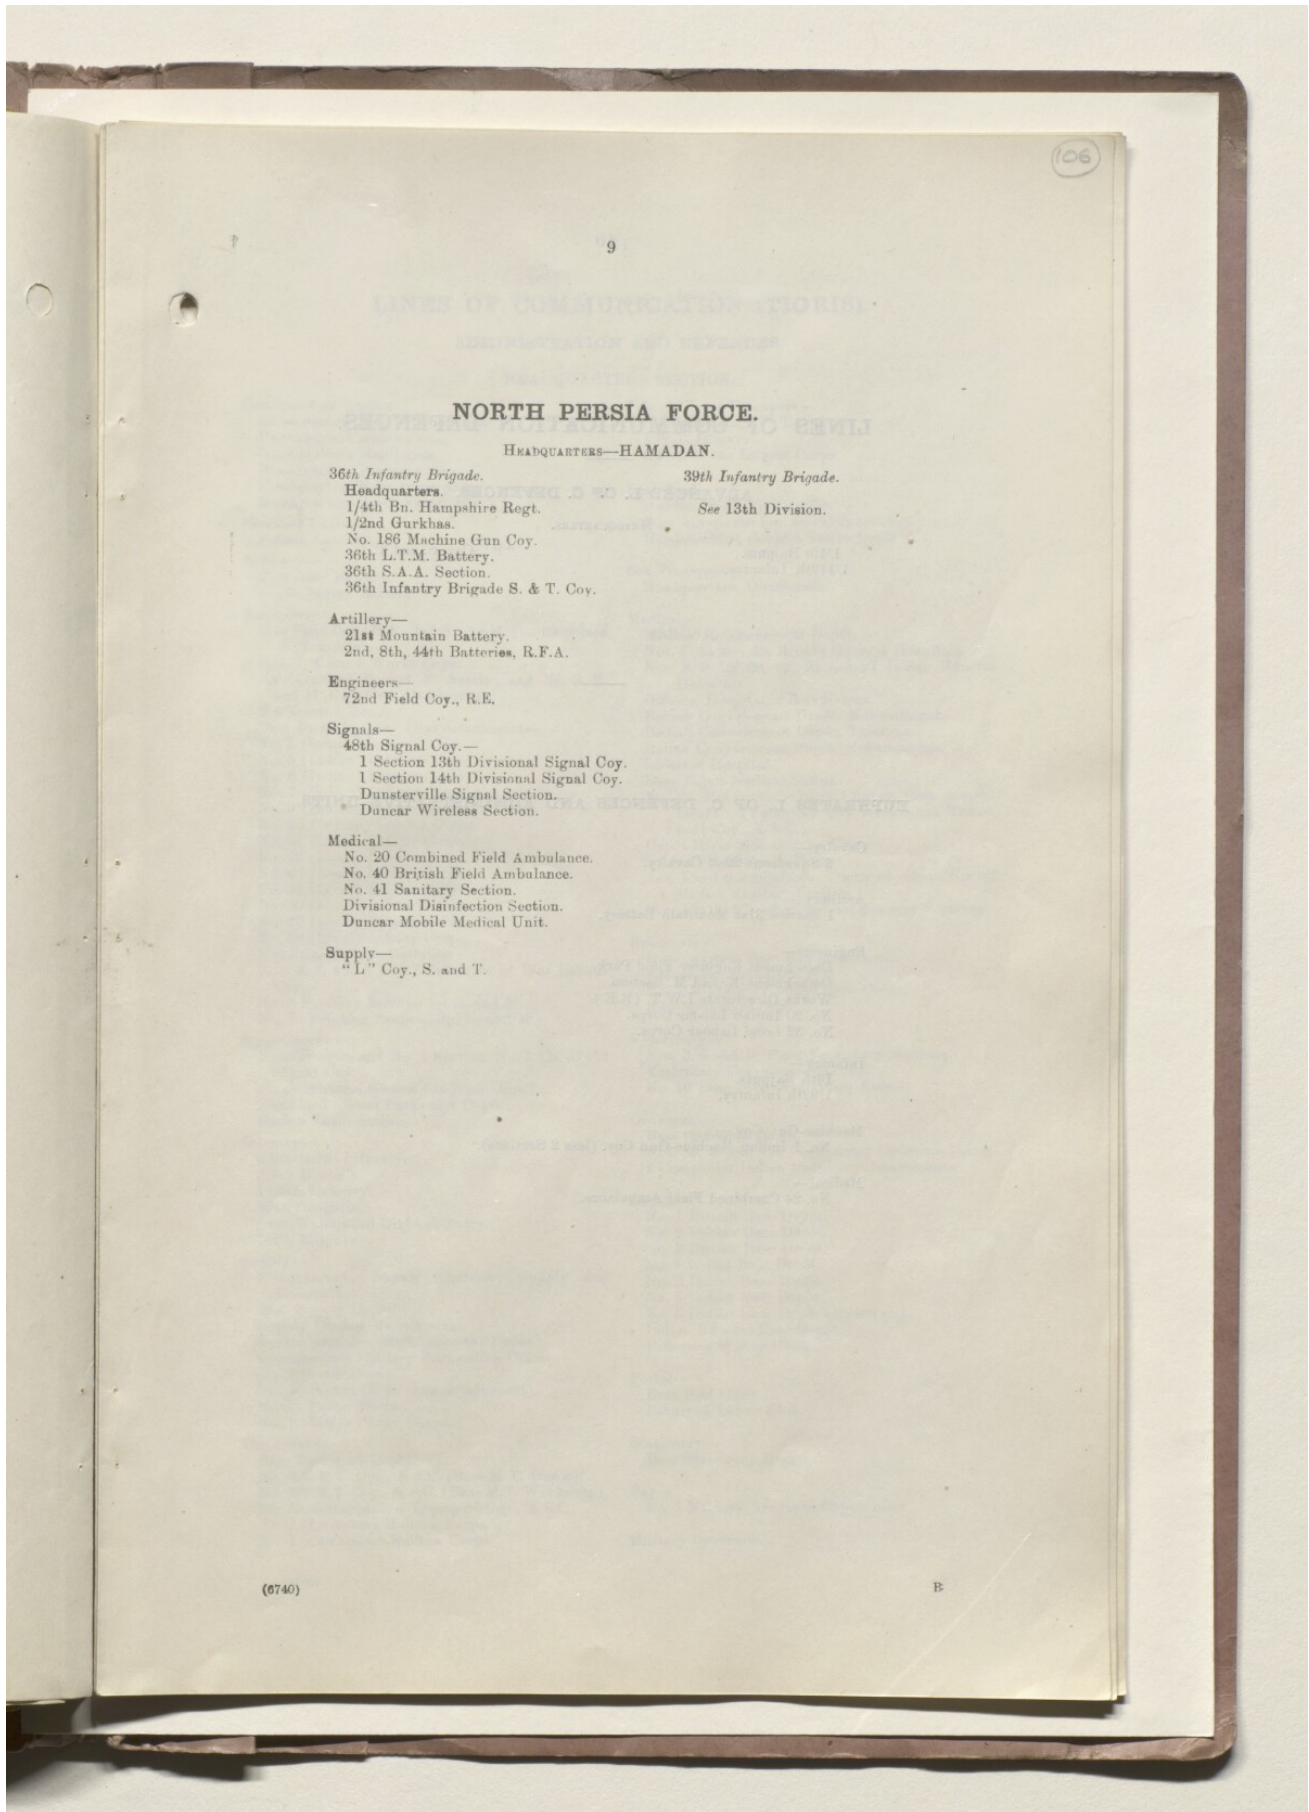 106
9
NORTH PERSIA FORCE.
HEADQUARTERS—HAMADAN.
36th Infantry Brigade.
Headquarters.
1/4th Bn. Hampshire Regt.
1/2nd Gurkhas.
No. 186 Machine Gun Coy.
36th L.T.M. Battery.
36th S.A.A. Section.
36th Infantry Brigade S. & T. Coy.
39th Infantry Brigade.
See 13th Division.
Artillery—
21st Mountain Battery.
2nd, 8th, 44th Batteries, R.F.A.
Engineers—
72nd Field Coy., R.E.
Signals—
48th Signal Coy.—
1 Section 13th Divisional Signal Coy.
1 Section 14th Divisional Signal Coy.
Dunsterville Signal Section.
Duncar Wireless Section.
Medical—
No. 20 Combined Field Ambulance.
No. 40 British Field Ambulance.
No. 41 Sanitary Section.
Divisional Disinfection Section.
Duncar Mobile Medical Unit.
Supply—
"L" Coy., S. and T.
(6740)
B